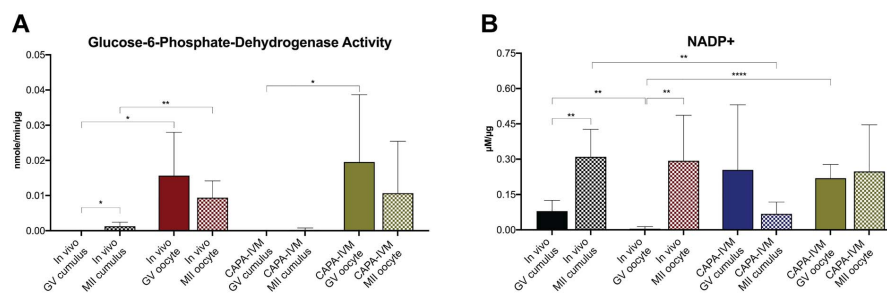 A
Glucose-6-Phosphate-Dehydrogenase Activity
nmole/min/µg
0.05
0.04
0.03
0.02
0.01
0.00
*
*
**
*
In vivo
GV cumulus
In vivo
MII cumulus
In vivo
GV oocyte
In vivo
MII oocyte
CAPA-IVM
GV cumulus
CAPA-IVM
MII cumulus
CAPA-IVM
GV oocyte
CAPA-IVM
MII oocyte
B
NADP+
µM/µg
0.75
0.60
0.45
0.30
0.15
0.00
**
****
**
**
**
In vivo
GV cumulus
In vivo
MII cumulus
In vivo
GV oocyte
In vivo
MII oocyte
CAPA-IVM
GV cumulus
CAPA-IVM
MII cumulus
CAPA-IVM
GV oocyte
CAPA-IVM
MII oocyte